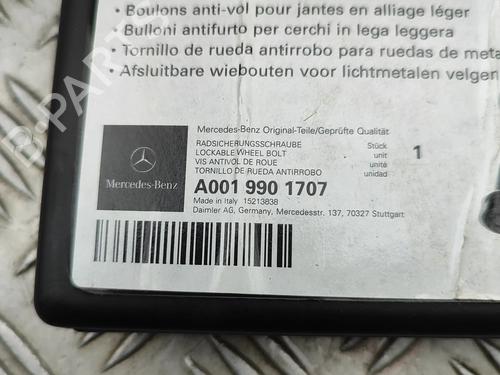 • Boulons anti-vol pour jantes en alliage léger
• Bulloni antifurto per cerchi in lega leggera
• Tornillo de rueda antirrobo para ruedas de meta
• Afsluitbare wielbouten voor lichtmetalen velgen
Mercedes-Benz Original-Teile/Geprüfte Qualität
RADSICHERUNGSSCHRAUBE Stück
LOCKABLE WHEEL BOLT unit 1
VIS ANTIVOL DE ROUE unité
TORNILLO DE RUEDA ANTIRROBO unidad
Mercedes-Benz
A001 990 1707
Made in Italy 15213838
Daimler AG, Germany, Mercedesstr. 137, 70327 Stuttgart
B-PARTS